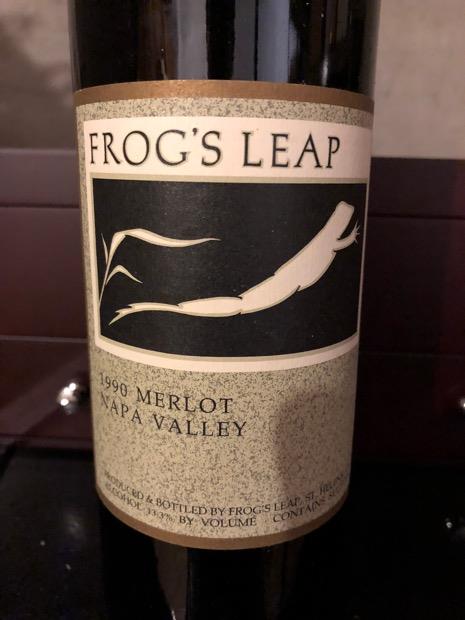 FROG'S LEAP
1990 MERLOT
NAPA VALLEY
PRODUCED & BOTTLED BY FROG'S LEAP, ST. HELENA
ALCOHOL 13.3% BY VOLUME CONTAINS